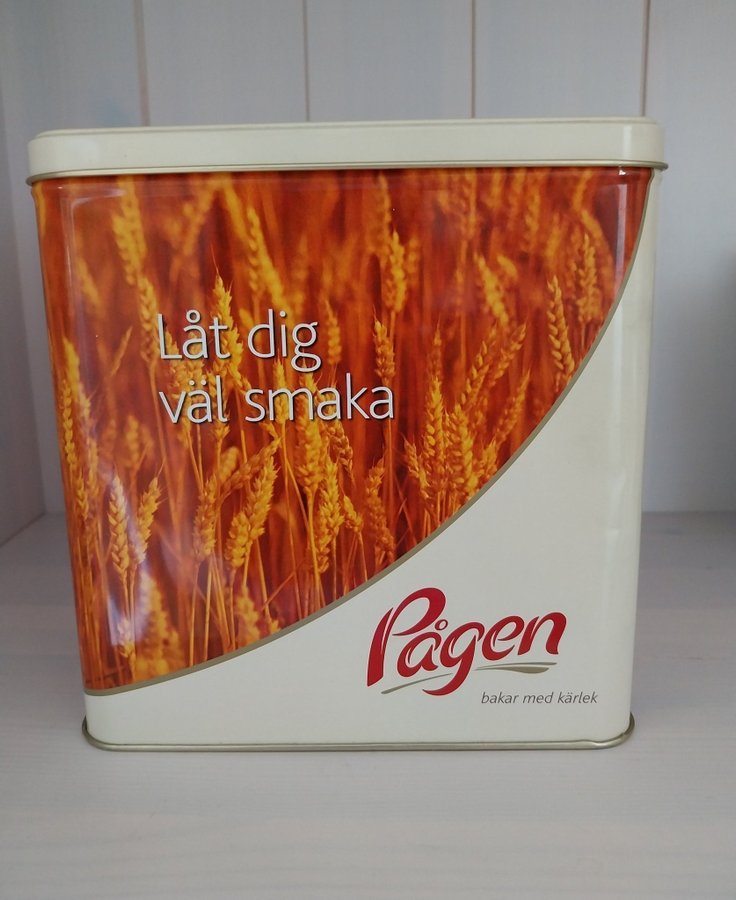 Låt dig
väl smaka
Pågen
bakar med kärlek